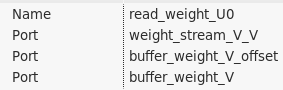 Name read_weight_U0
Port weight_stream_V_V
Port buffer_weight_V_offset
Port buffer_weight_V